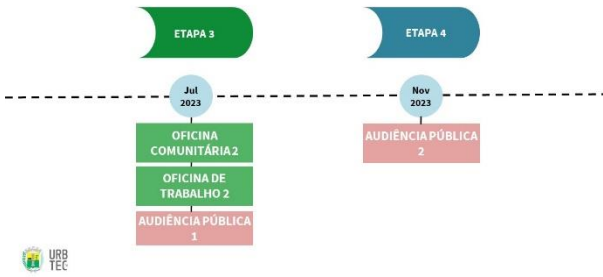 ETAPA 3
ETAPA 4
Jul
2023
Nov
2023
OFICINA
COMUNITÁRIA 2
OFICINA DE
TRABALHO 2
AUDIÊNCIA PÚBLICA
1
AUDIÊNCIA PÚBLICA
2
URB
TEC